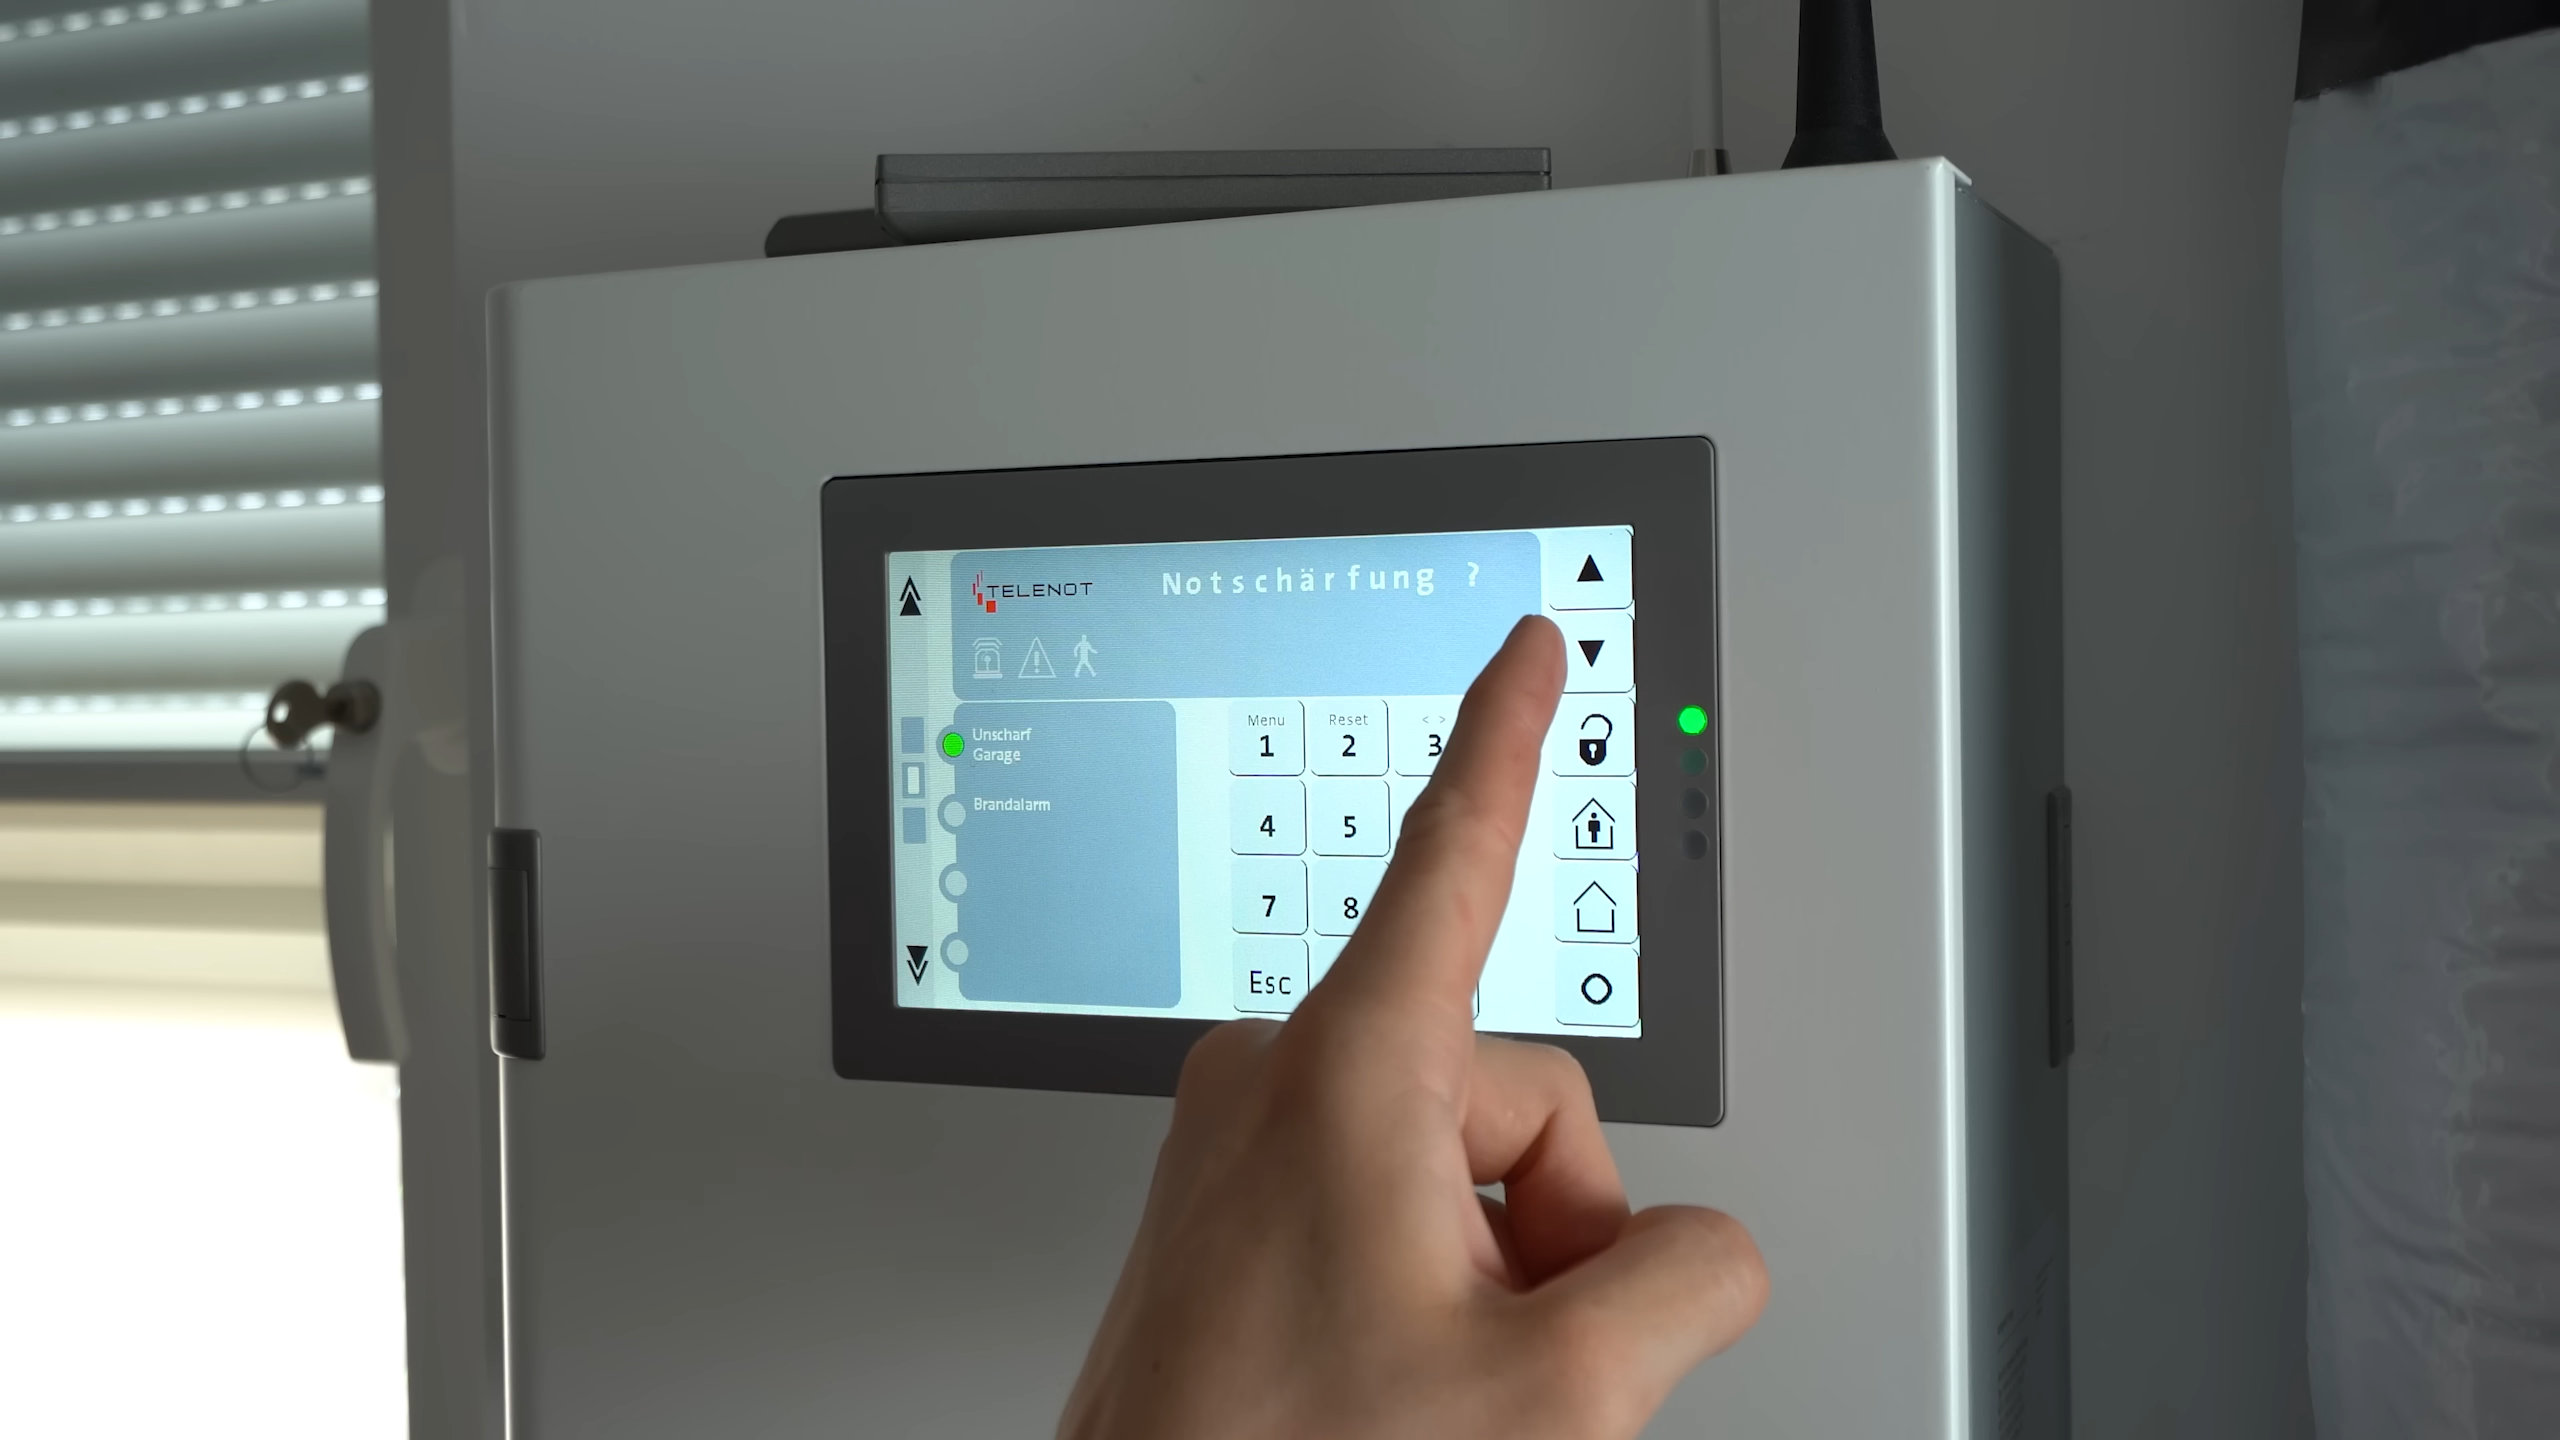 TELENOT
Notschärfung ?
Unscharf
Garage
Brandalarm
Menu
1
Reset
2
< >
3
4
5
7
8
Esc